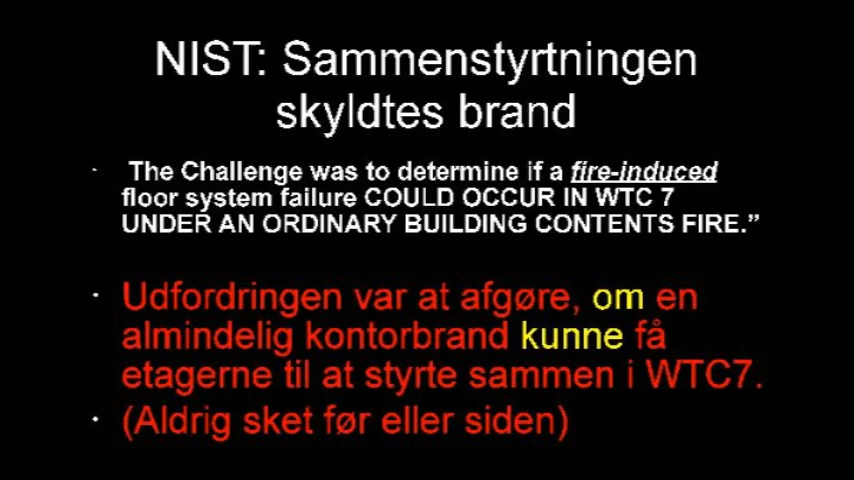 NIST: Sammenstyrtningen
skyldtes brand
• The Challenge was to determine if a fire-induced
floor system failure COULD OCCUR IN WTC 7
UNDER AN ORDINARY BUILDING CONTENTS FIRE.”
• Udfordringen var at afgøre, om en
almindelig kontorbrand kunne få
etagerne til at styrte sammen i WTC7.
• (Aldrig sket før eller siden)